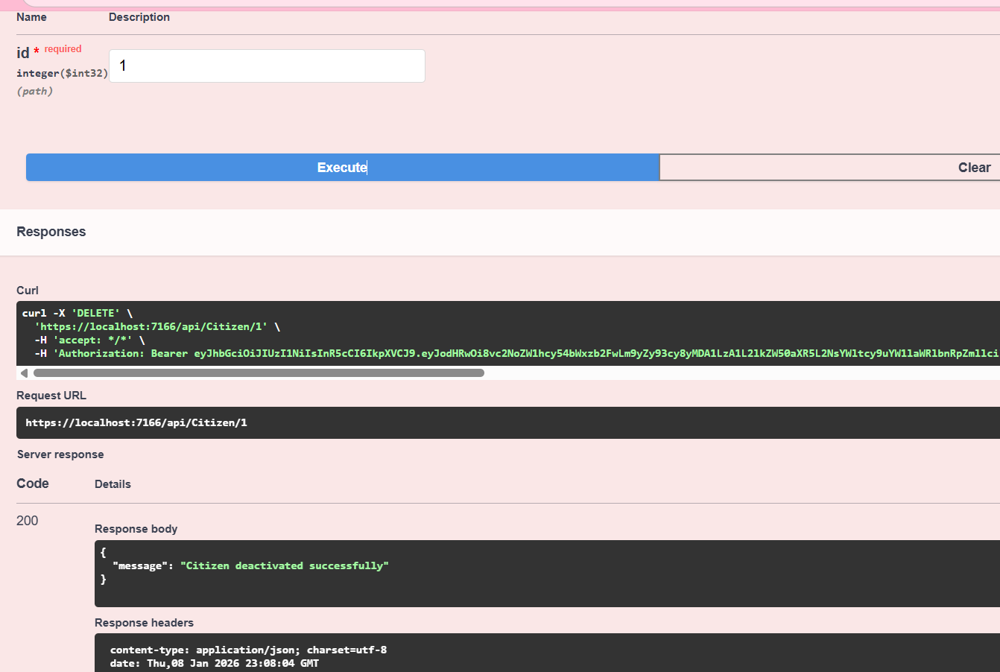 Name Description
id * required
1
integer($int32)
(path)
Execute Clear
Responses
Curl
curl -X 'DELETE' \
'https://localhost:7166/api/Citizen/1' \
-H 'accept: */*' \
-H 'Authorization: Bearer eyJhbGciOiJIUzI1NiIsInR5cCI6IkpXVCJ9.eyJodHRwOi8vc2NoZW1hcy54bWxzb2FwLm9yZy93cy8yMDA1LzA1L2lkZW50aXR5L2NsYWltcy9uYW1laWRlbnRpZmllci
Request URL
https://localhost:7166/api/Citizen/1
Server response
Code Details
200
Response body
{
"message": "Citizen deactivated successfully"
}
Response headers
content-type: application/json; charset=utf-8
date: Thu,08 Jan 2026 23:08:04 GMT